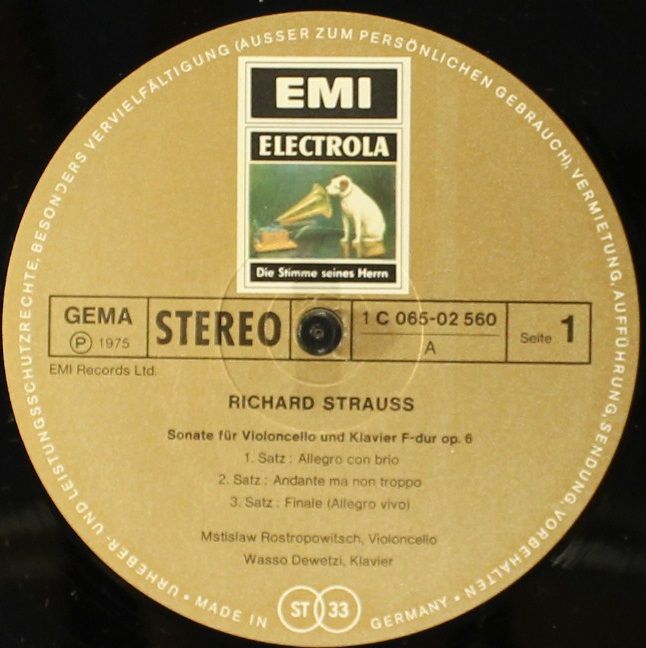 URHEBER- UND LEISTUNGSSCHUTZRECHTE, BESONDERS VERVIELFÄLTIGUNG (AUSSER ZUM PERSÖNLICHEN GEBRAUCH), VERMIETUNG, AUFFÜHRUNG, SENDUNG, VORBEHALTEN
EMI
ELECTROLA
Die Stimme seines Herrn
GEMA
Ⓟ 1975
STEREO
1 C 065-02 560
A
Seite 1
EMI Records Ltd.
RICHARD STRAUSS
Sonate für Violoncello und Klavier F-dur op. 6
1. Satz: Allegro con brio
2. Satz: Andante ma non troppo
3. Satz: Finale (Allegro vivo)
Mstislaw Rostropowitsch, Violoncello
Wasso Dewetzi, Klavier
• MADE IN ST 33 GERMANY •